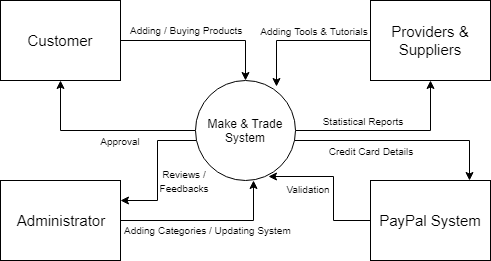 Customer
Adding / Buying Products
Adding Tools & Tutorials
Providers &
Suppliers
Make & Trade
System
Approval
Statistical Reports
Credit Card Details
Reviews /
Feedbacks
Validation
Administrator
Adding Categories / Updating System
PayPal System